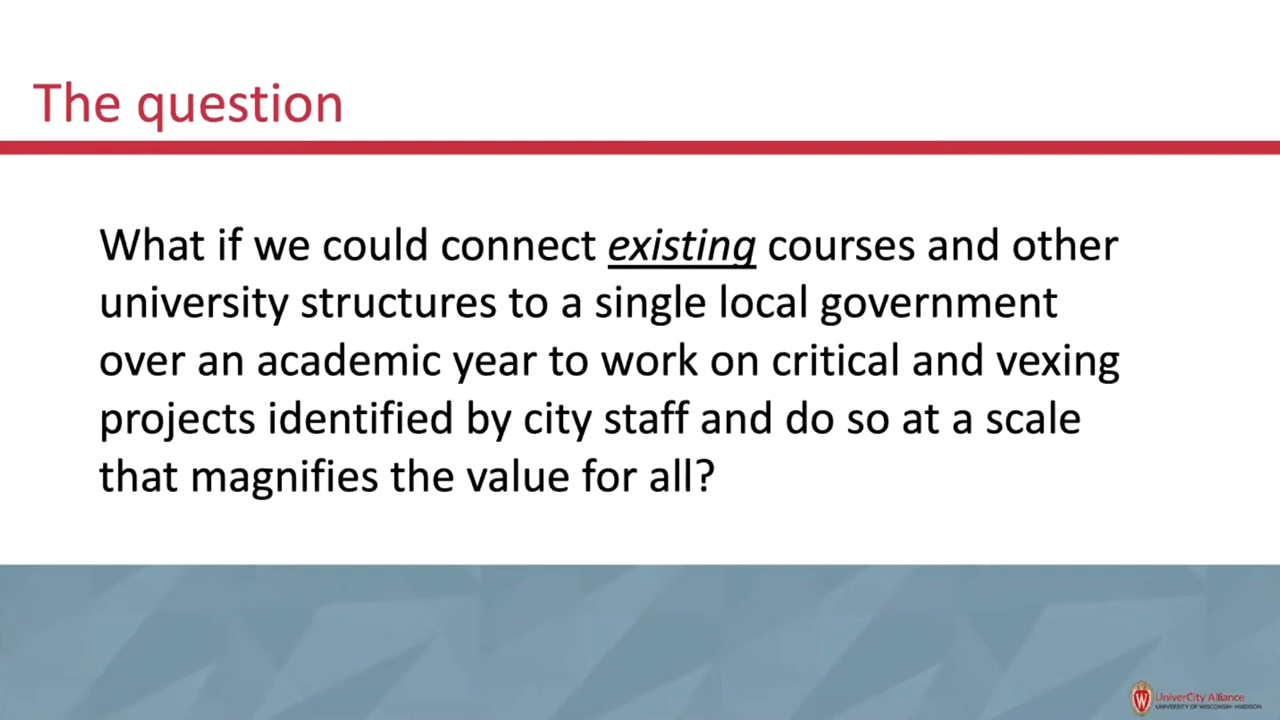 The question
What if we could connect existing courses and other
university structures to a single local government
over an academic year to work on critical and vexing
projects identified by city staff and do so at a scale
that magnifies the value for all?
W
UniverCity Alliance
UNIVERSITY OF WISCONSIN–MADISON